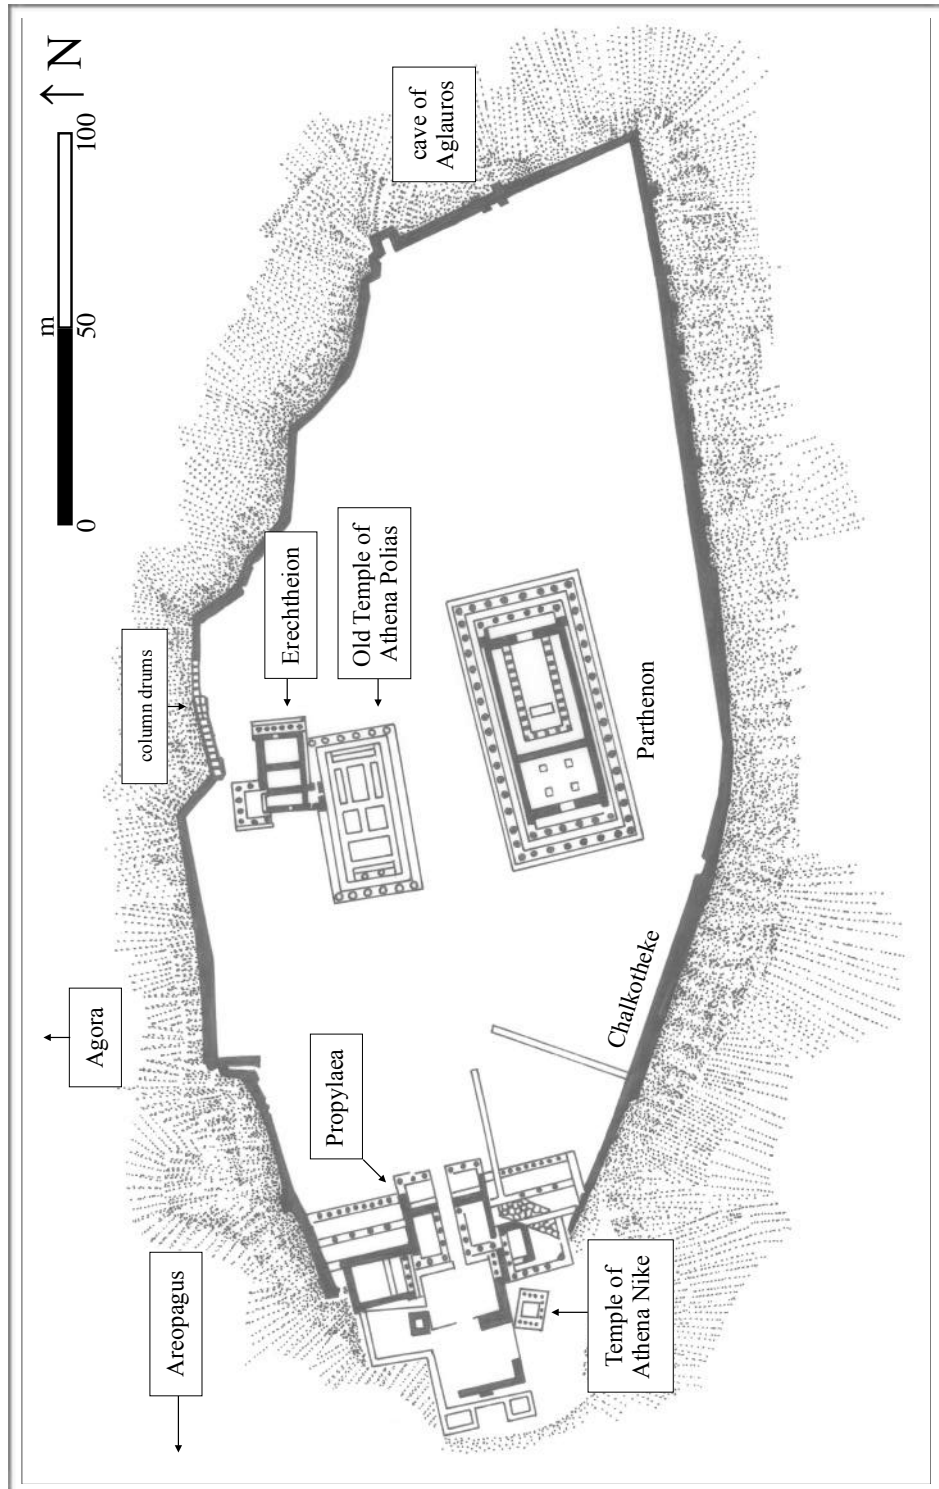 N
m
0
50
100
cave of
Aglauros
column drums
Erechtheion
Old Temple of
Athena Polias
Parthenon
Agora
Chalkotheke
Propylaea
Areopagus
Temple of
Athena Nike